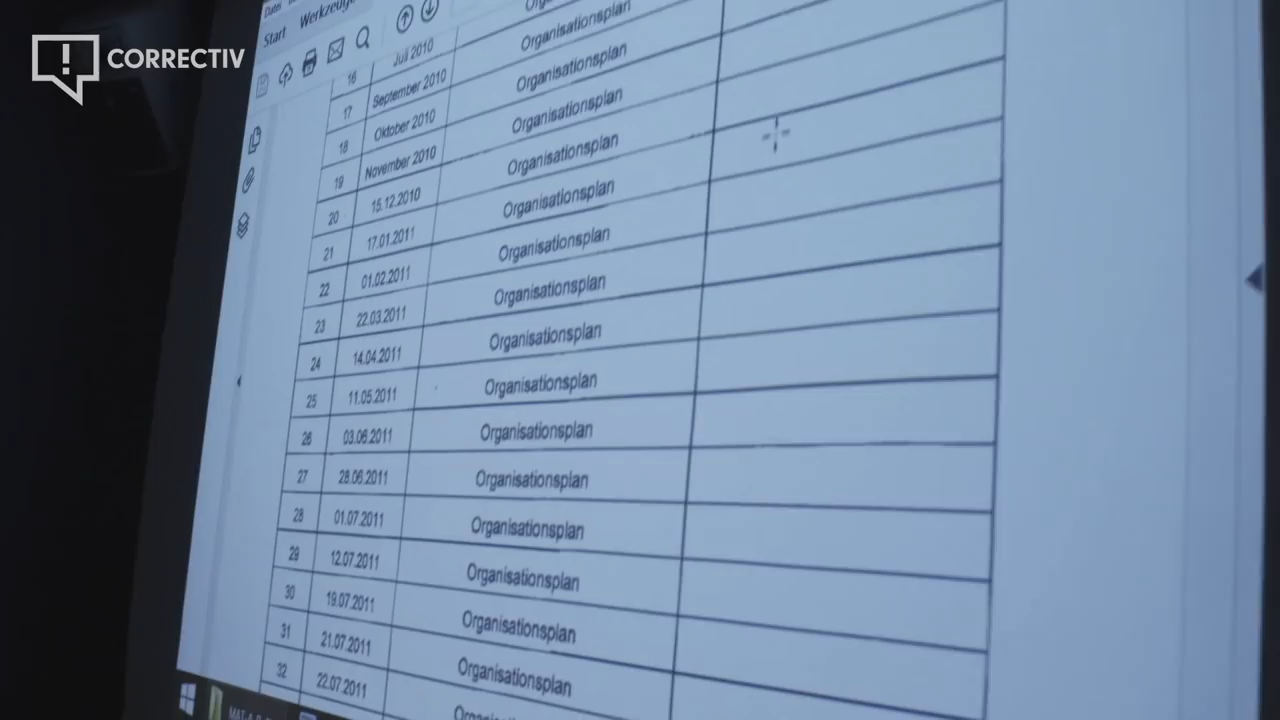 CORRECTIV
Start Werkzeuge
16 Juli 2010
17 September 2010 Organisationsplan
18 Oktober 2010 Organisationsplan
19 November 2010 Organisationsplan
20 15.12.2010 Organisationsplan
21 17.01.2011 Organisationsplan
22 01.02.2011 Organisationsplan
23 22.03.2011 Organisationsplan
24 14.04.2011 Organisationsplan
25 11.05.2011 Organisationsplan
26 03.06.2011 Organisationsplan
27 28.06.2011 Organisationsplan
28 01.07.2011 Organisationsplan
29 12.07.2011 Organisationsplan
30 19.07.2011 Organisationsplan
31 21.07.2011 Organisationsplan
32 22.07.2011